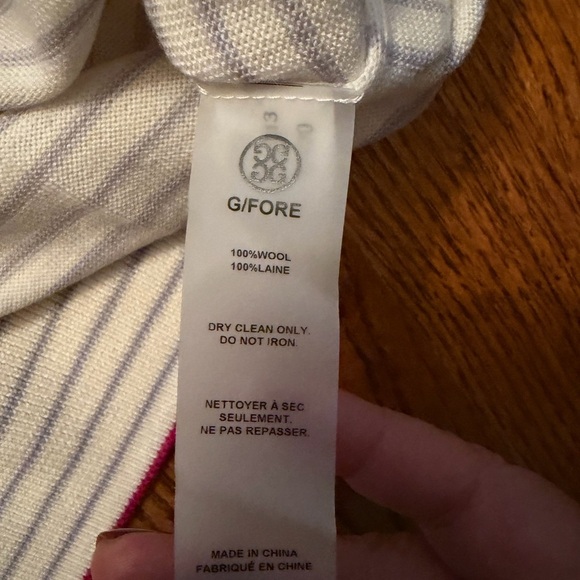 G/FORE
100%WOOL
100%LAINE
DRY CLEAN ONLY.
DO NOT IRON.
NETTOYER À SEC
SEULEMENT.
NE PAS REPASSER.
MADE IN CHINA
FABRIQUÉ EN CHINE